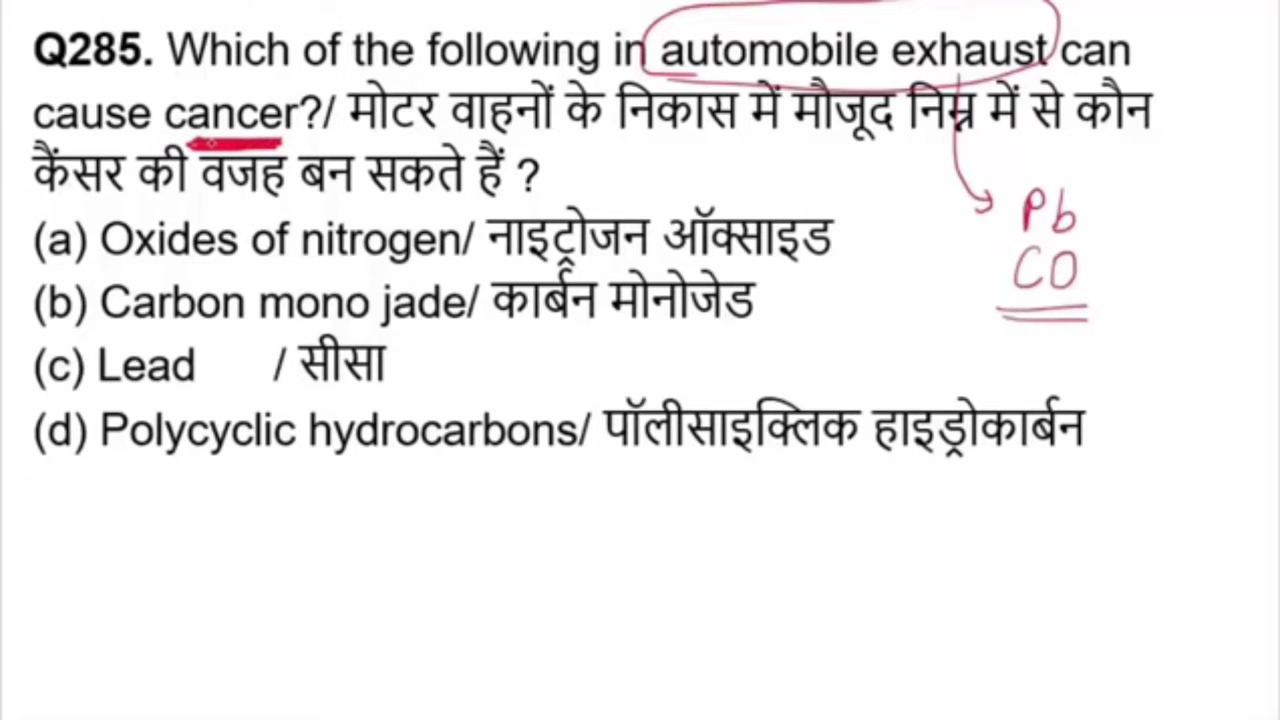 Q285. Which of the following in automobile exhaust can
cause cancer?/ मोटर वाहनों के निकास में मौजूद निम्न में से कौन
कैंसर की वजह बन सकते हैं ?
(a) Oxides of nitrogen/ नाइट्रोजन ऑक्साइड
(b) Carbon mono jade/ कार्बन मोनोजेड
(c) Lead / सीसा
(d) Polycyclic hydrocarbons/ पॉलीसाइक्लिक हाइड्रोकार्बन
Pb
CO